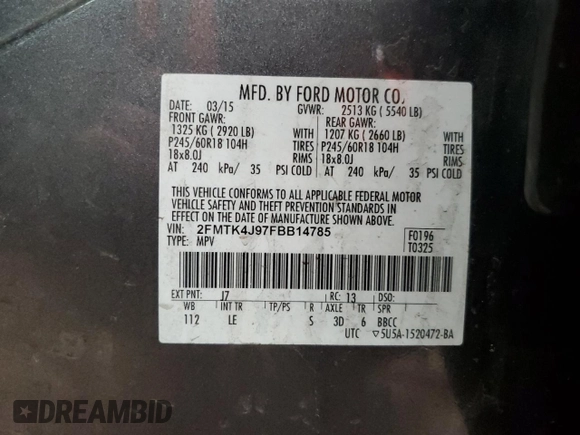 MFD. BY FORD MOTOR CO.
DATE: 03/15 GVWR: 2513 KG ( 5540 LB)
FRONT GAWR: REAR GAWR:
1325 KG ( 2920 LB) 1207 KG ( 2660 LB)
P245/60R18 104H TIRES P245/60R18 104H TIRES
18x8.0J RIMS 18x8.0J RIMS
AT 240 kPa/ 35 PSI COLD AT 240 kPa/ 35 PSI COLD
THIS VEHICLE CONFORMS TO ALL APPLICABLE FEDERAL MOTOR
VEHICLE SAFETY AND THEFT PREVENTION STANDARDS IN
EFFECT ON THE DATE OF MANUFACTURE SHOWN ABOVE.
VIN: 2FMTK4J97FBB14785 F0196
TYPE: MPV T0325
EXT PNT: J7 RC: 13 DSO:
WB INT TR TP/PS R AXLE TR SPR
112 LE S 3D 6 BBCC
UTC ▽5U5A-1520472-BA
DREAMBID